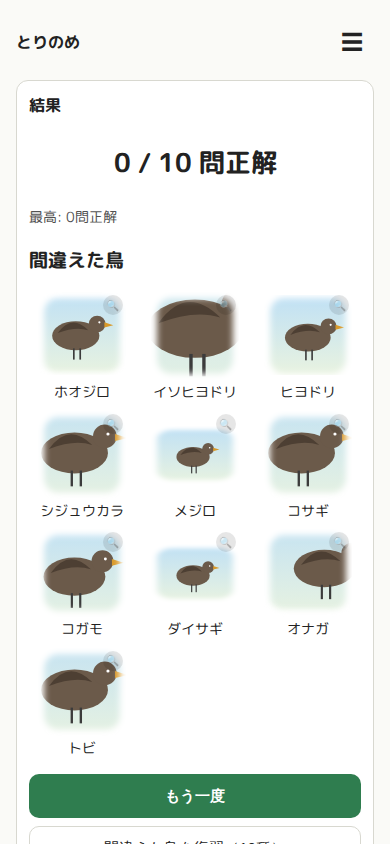 とりのめ
結果
0 / 10 問正解
最高: 0問正解
間違えた鳥
ホオジロ
イソヒヨドリ
ヒヨドリ
シジュウカラ
メジロ
コサギ
コガモ
ダイサギ
オナガ
トビ
もう一度